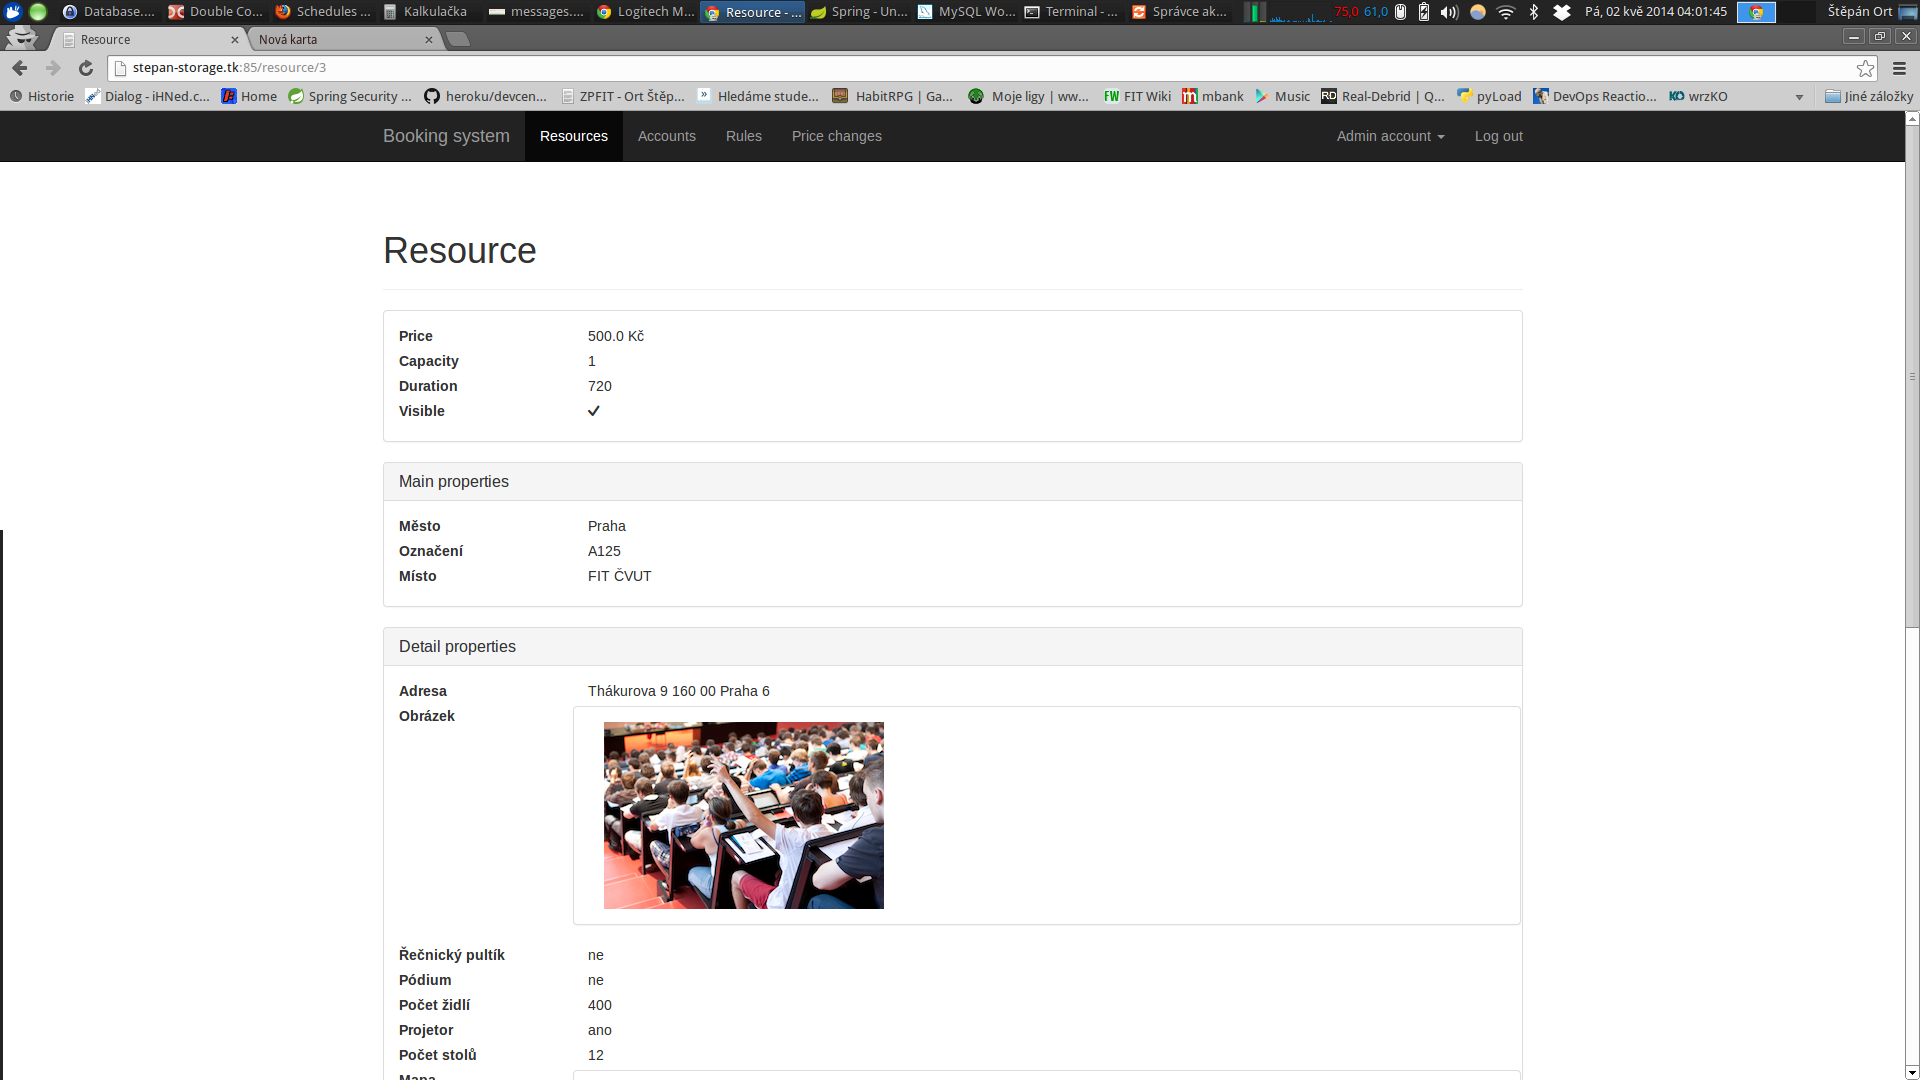 Database.... Double Co... Schedules ... Kalkulačka messages.... Logitech M... Resource - ... Spring - Un... MySQL Wo... Terminal - ... Správce ak... 75,0 61,0 Pá, 02 kvě 2014 04:01:45 Štěpán Ort
Resource Nová karta
stepan-storage.tk:85/resource/3
Historie Dialog - iHNed.c... Home Spring Security ... heroku/devcen... ZPFIT - Ort Štěp... Hledáme stude... HabitRPG | Ga... Moje ligy | ww... FW FIT Wiki mbank Music RD Real-Debrid | Q... pyLoad DevOps Reactio... KO wrzKO Jiné záložky
Booking system Resources Accounts Rules Price changes Admin account Log out
Resource
Price 500.0 Kč
Capacity 1
Duration 720
Visible
Main properties
Město Praha
Označení A125
Místo FIT ČVUT
Detail properties
Adresa Thákurova 9 160 00 Praha 6
Obrázek
Řečnický pultík ne
Pódium ne
Počet židlí 400
Projetor ano
Počet stolů 12
Mapa